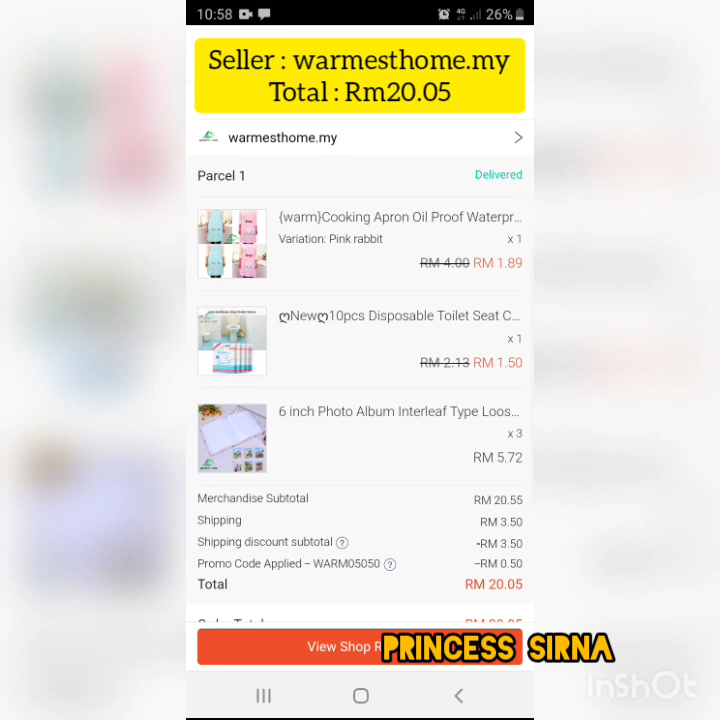 10:58
4G
26%
Seller : warmesthome.my
Total : Rm20.05
warmesthome.my
Parcel 1
Delivered
{warm}Cooking Apron Oil Proof Waterpr...
Variation: Pink rabbit
x 1
RM 4.00 RM 1.89
ღNewღ10pcs Disposable Toilet Seat C...
x 1
RM 2.13 RM 1.50
6 inch Photo Album Interleaf Type Loos...
x 3
RM 5.72
Merchandise Subtotal RM 20.55
Shipping RM 3.50
Shipping discount subtotal ? -RM 3.50
Promo Code Applied – WARM05050 ? −RM 0.50
Total RM 20.05
View Shop R
PRINCESS SIRNA
InShOt